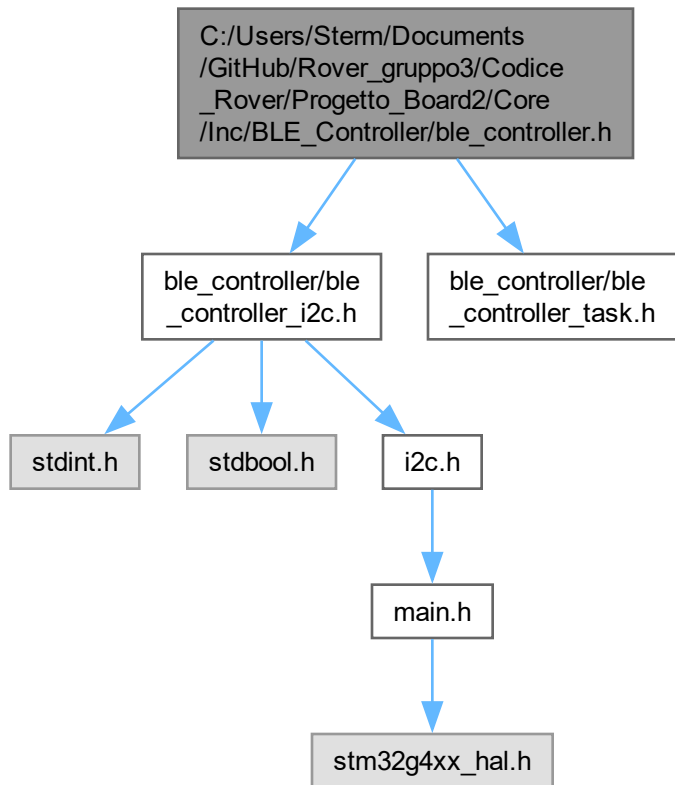 C:/Users/Sterm/Documents
/GitHub/Rover_gruppo3/Codice
_Rover/Progetto_Board2/Core
/Inc/BLE_Controller/ble_controller.h
ble_controller/ble
_controller_i2c.h
ble_controller/ble
_controller_task.h
stdint.h
stdbool.h
i2c.h
main.h
stm32g4xx_hal.h